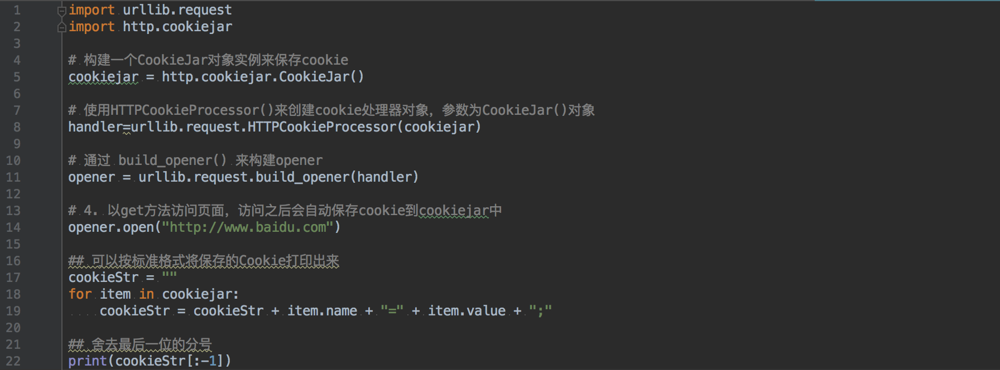 1 import urllib.request
2 import http.cookiejar
3
4 # 构建一个CookieJar对象实例来保存cookie
5 cookiejar = http.cookiejar.CookieJar()
6
7 # 使用HTTPCookieProcessor()来创建cookie处理器对象，参数为CookieJar()对象
8 handler=urllib.request.HTTPCookieProcessor(cookiejar)
9
10 # 通过 build_opener() 来构建opener
11 opener = urllib.request.build_opener(handler)
12
13 # 4. 以get方法访问页面，访问之后会自动保存cookie到cookiejar中
14 opener.open("http://www.baidu.com")
15
16 ## 可以按标准格式将保存的Cookie打印出来
17 cookieStr = ""
18 for item in cookiejar:
19     cookieStr = cookieStr + item.name + "=" + item.value + ";"
20
21 ## 舍去最后一位的分号
22 print(cookieStr[:-1])